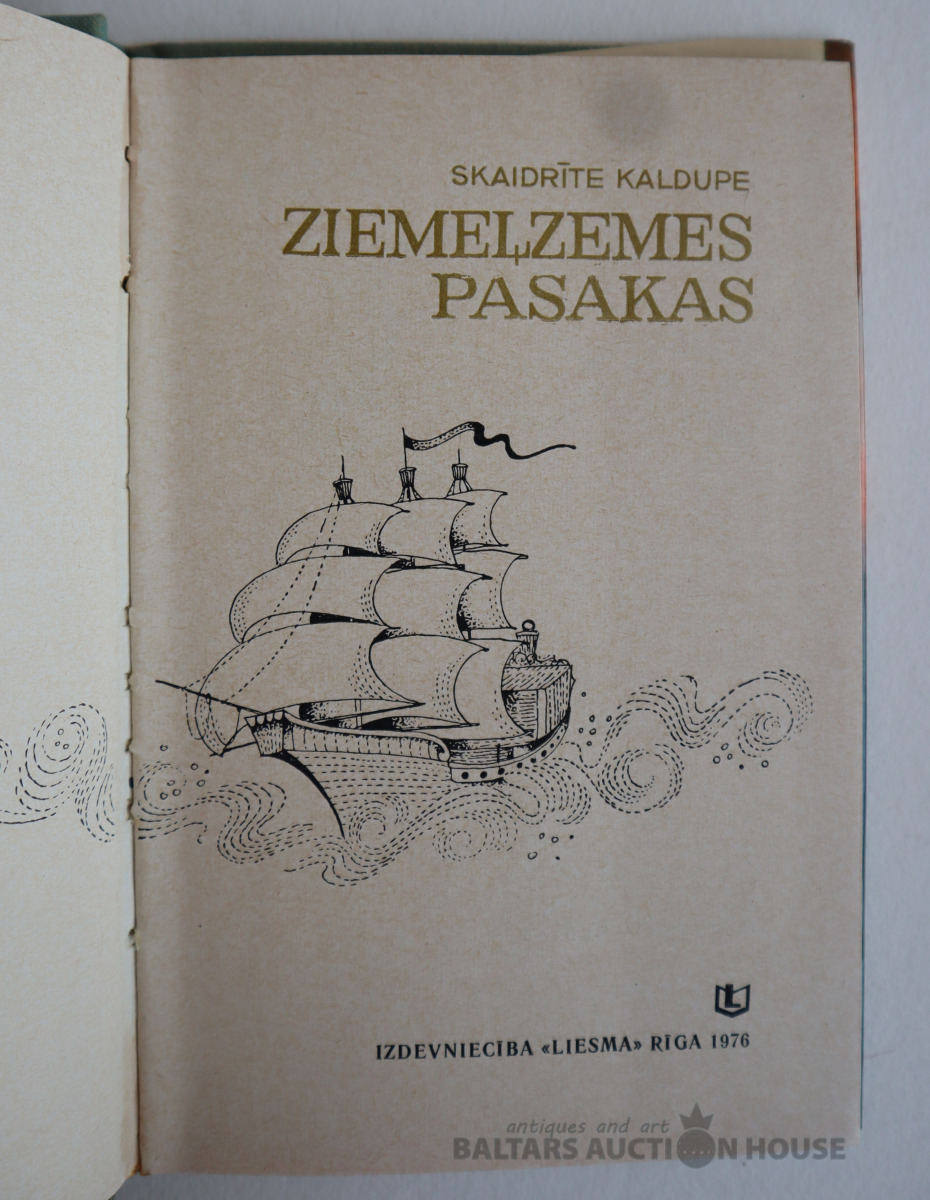 SKAIDRĪTE KALDUPE
ZIEMEĻZEMES
PASAKAS
L
IZDEVNIECĪBA «LIESMA» RĪGA 1976
antiques and art
BALTARS AUCTION HOUSE